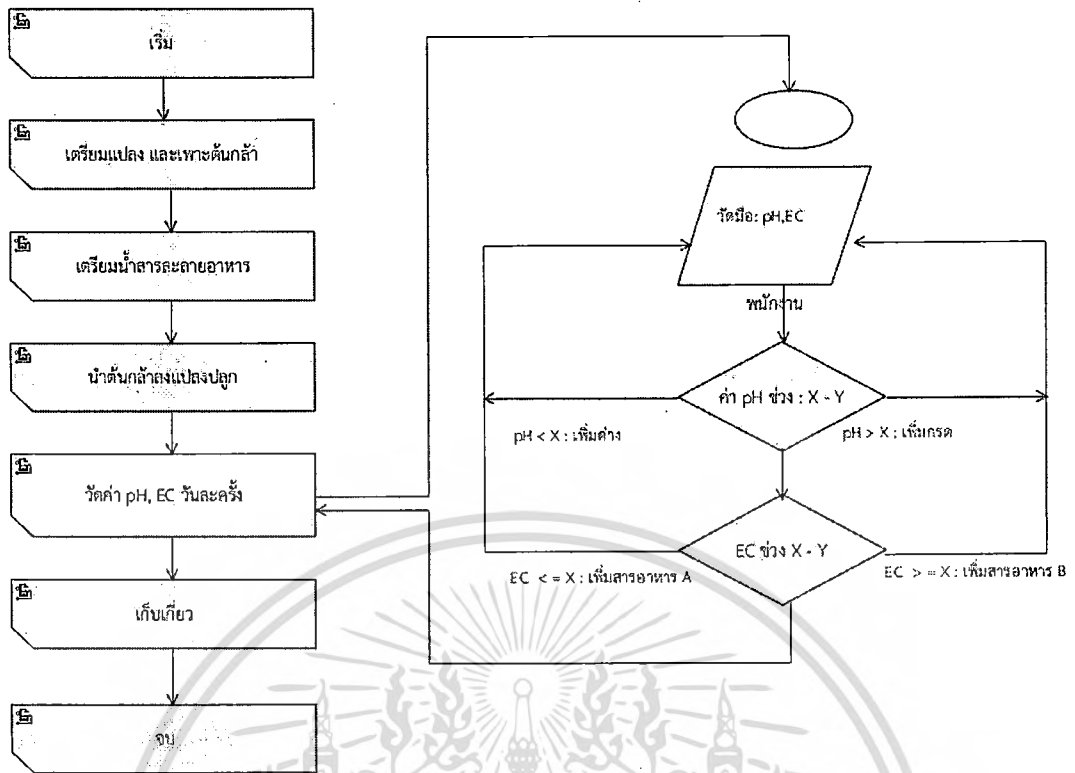 เริ่ม
เตรียมแปลง และเพาะต้นกล้า
เตรียมน้ำสารละลายอาหาร
นำต้นกล้าลงแปลงปลูก
วัดค่า pH, EC วันละครั้ง
เก็บเกี่ยว
จบ
วัดมือ: pH,EC
พนักงาน
ค่า pH ช่วง : X - Y
pH < X : เพิ่มด่าง
pH > X : เพิ่มกรด
EC ช่วง X - Y
EC < = X : เพิ่มสารอาหาร A
EC > = X : เพิ่มสารอาหาร B